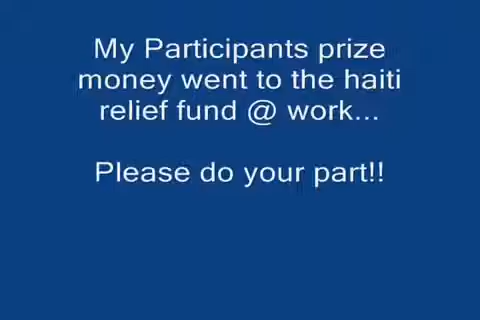 My Participants prize
money went to the haiti
relief fund @ work...
Please do your part!!